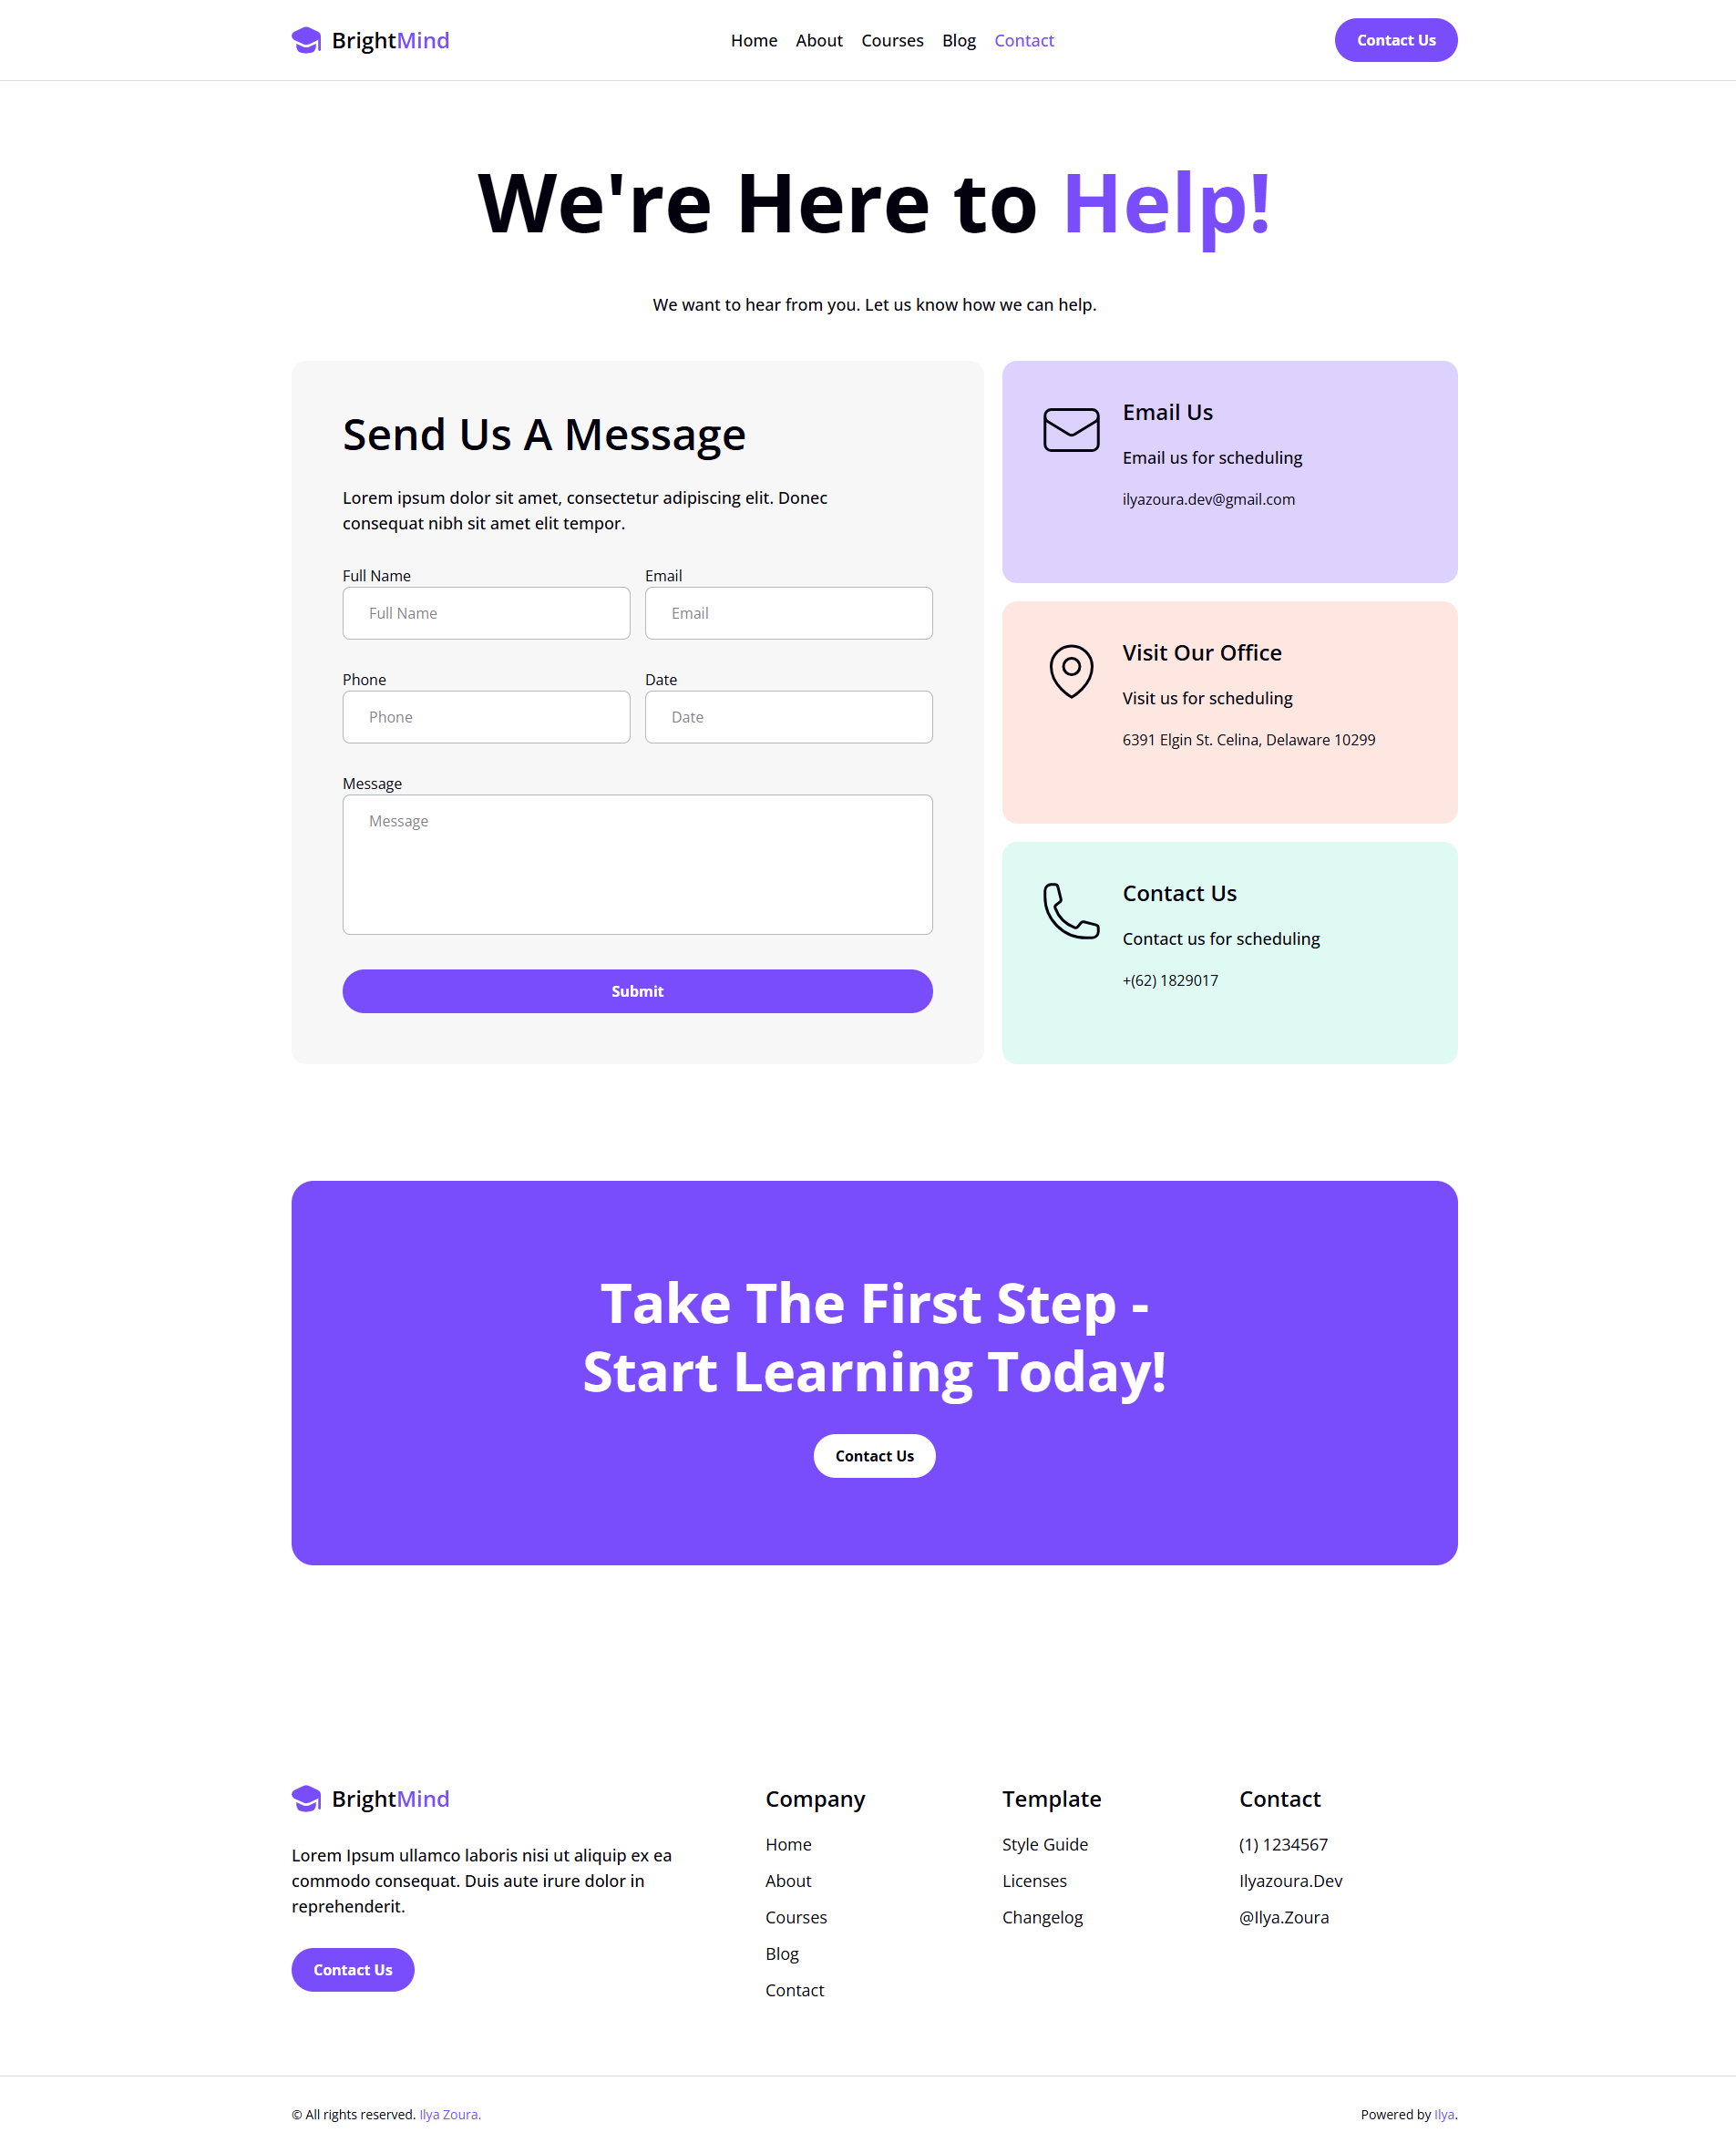 BrightMind
Home About Courses Blog Contact
Contact Us
We're Here to Help!
We want to hear from you. Let us know how we can help.
Send Us A Message
Lorem ipsum dolor sit amet, consectetur adipiscing elit. Donec
consequat nibh sit amet elit tempor.
Full Name
Full Name
Email
Email
Phone
Phone
Date
Date
Message
Message
Submit
Email Us
Email us for scheduling
ilyazoura.dev@gmail.com
Visit Our Office
Visit us for scheduling
6391 Elgin St. Celina, Delaware 10299
Contact Us
Contact us for scheduling
+(62) 1829017
Take The First Step -
Start Learning Today!
Contact Us
BrightMind
Lorem Ipsum ullamco laboris nisi ut aliquip ex ea
commodo consequat. Duis aute irure dolor in
reprehenderit.
Contact Us
Company
Home
About
Courses
Blog
Contact
Template
Style Guide
Licenses
Changelog
Contact
(1) 1234567
Ilyazoura.Dev
@Ilya.Zoura
© All rights reserved. Ilya Zoura.
Powered by Ilya.